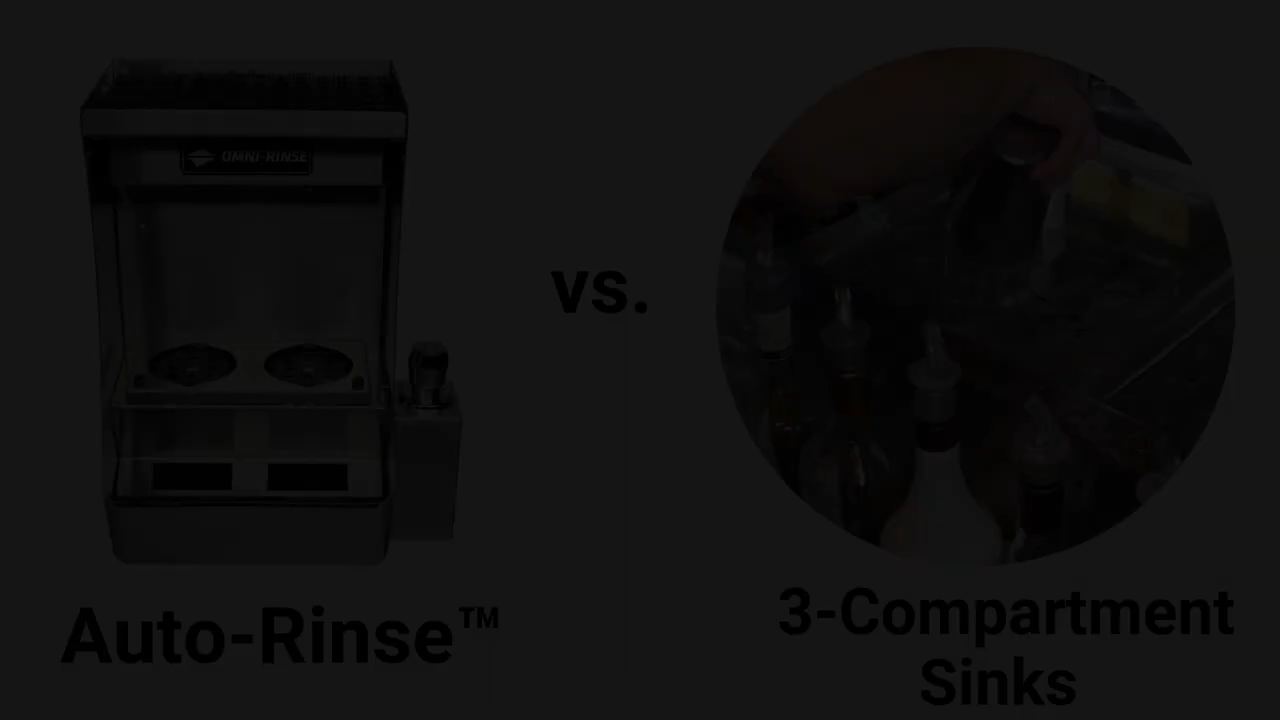 OMNI-RINSE
vs.
Auto-Rinse™
3-Compartment
Sinks